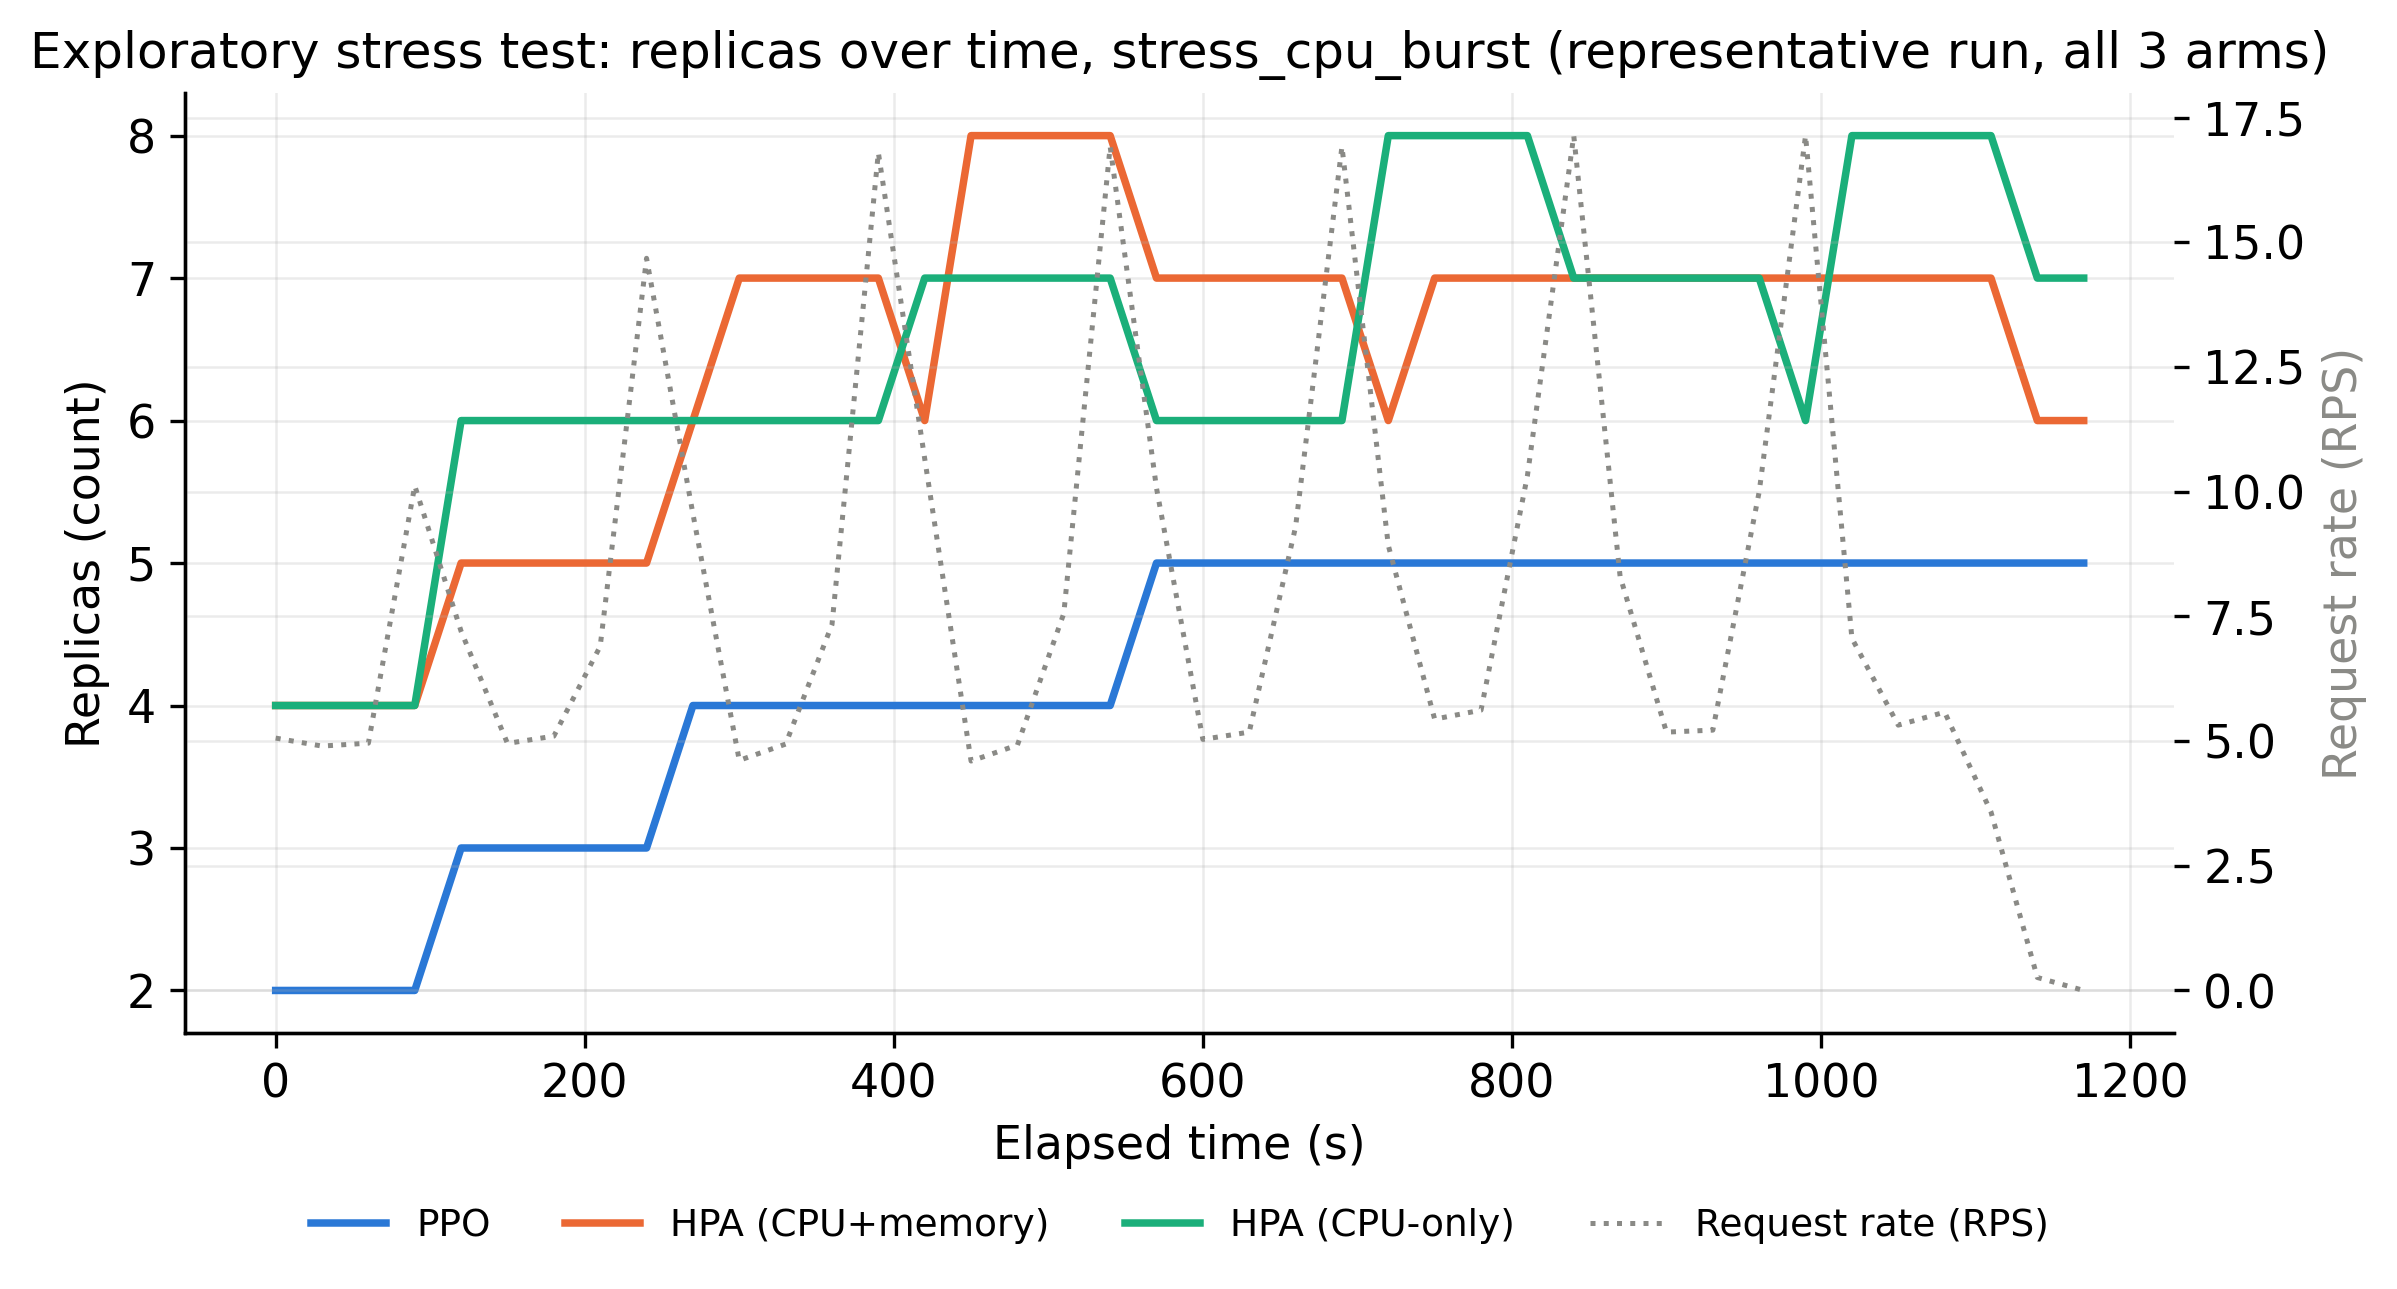 Exploratory stress test: replicas over time, stress_cpu_burst (representative run, all 3 arms)
Replicas (count)
8
7
6
5
4
3
2
17.5
15.0
12.5
10.0
7.5
5.0
2.5
0.0
Request rate (RPS)
0 200 400 600 800 1000 1200
Elapsed time (s)
PPO HPA (CPU+memory) HPA (CPU-only) Request rate (RPS)